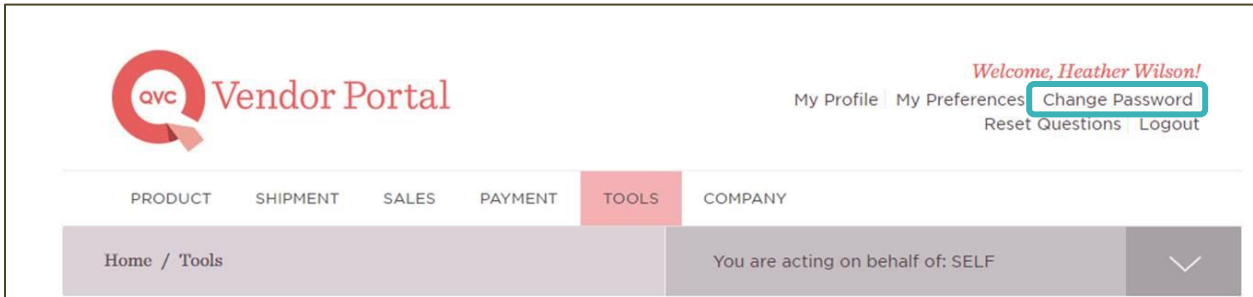 QVC Vendor Portal
Welcome, Heather Wilson!
My Profile My Preferences Change Password
Reset Questions Logout
PRODUCT SHIPMENT SALES PAYMENT TOOLS COMPANY
Home / Tools You are acting on behalf of: SELF